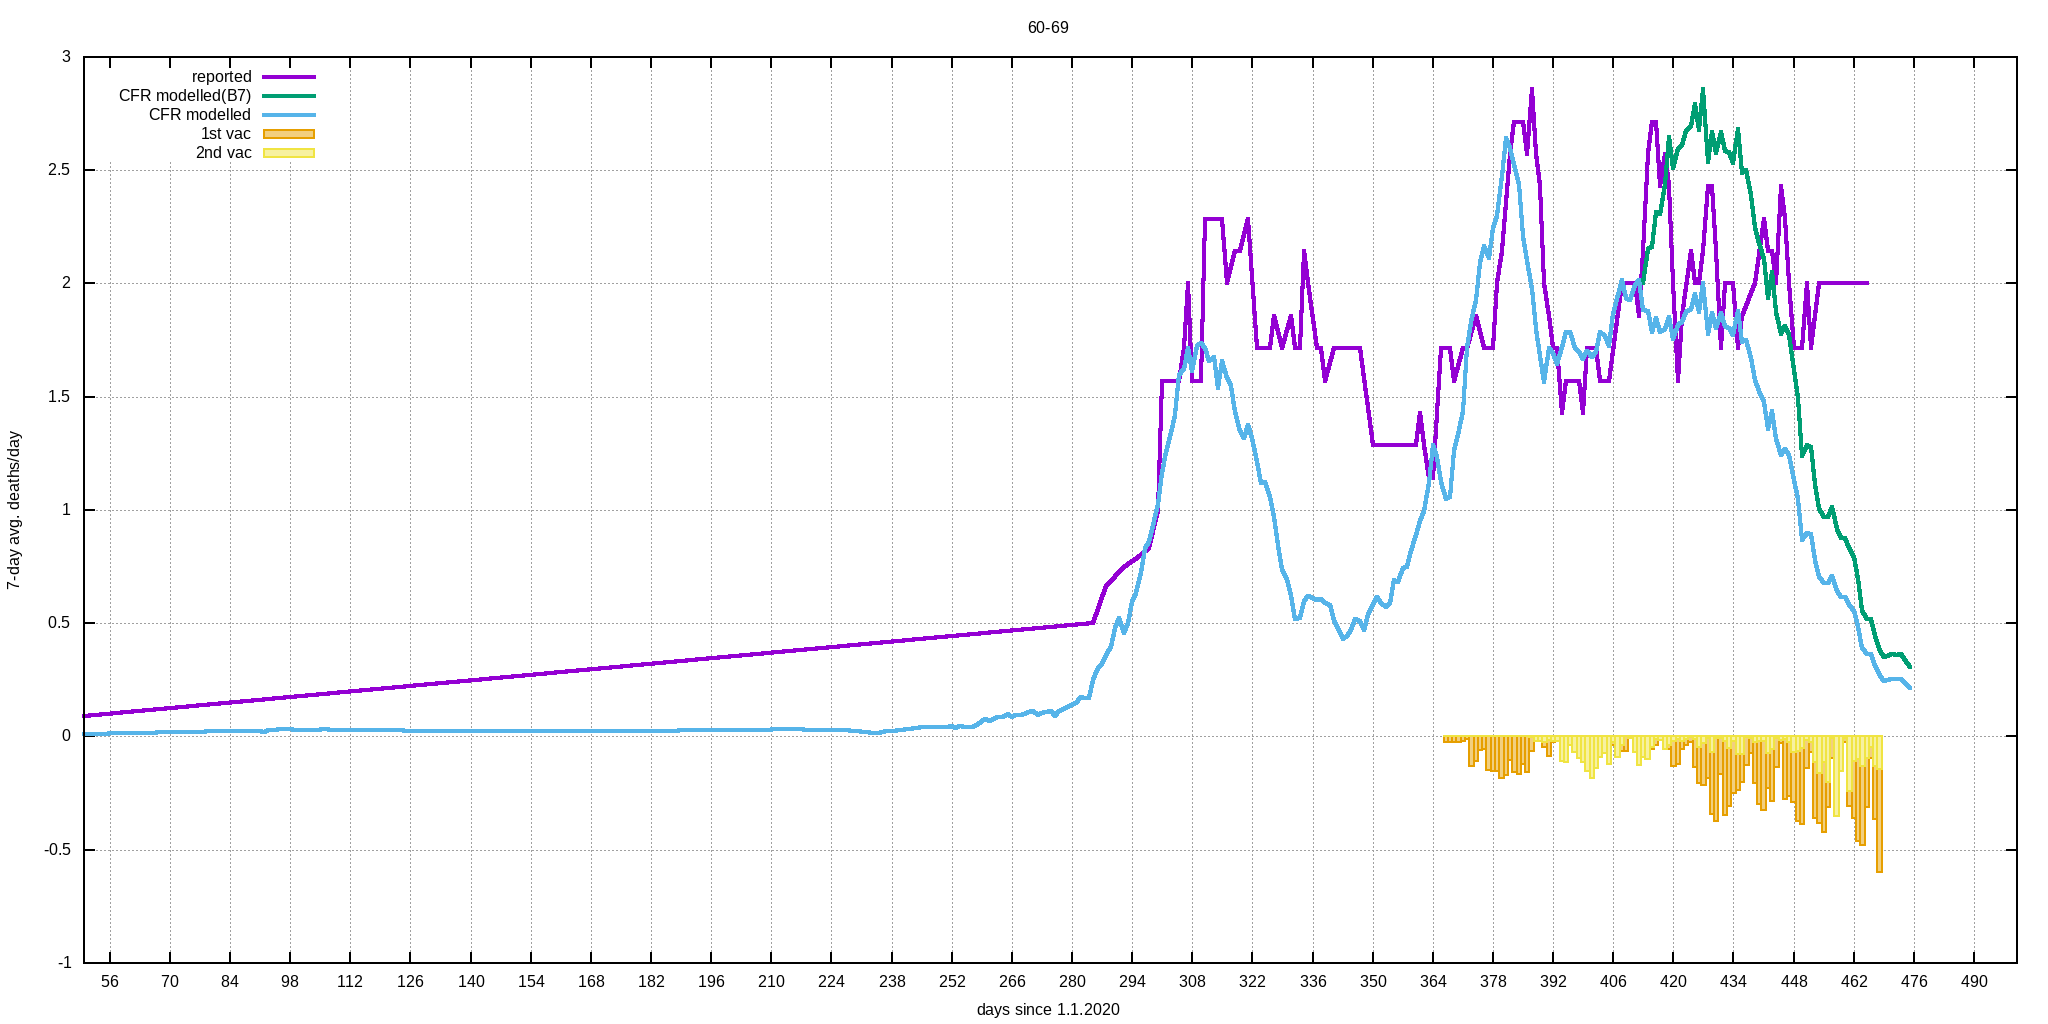 60-69
reported
CFR modelled(B7)
CFR modelled
1st vac
2nd vac
3
2.5
2
1.5
1
0.5
0
-0.5
-1
7-day avg. deaths/day
56 70 84 98 112 126 140 154 168 182 196 210 224 238 252 266 280 294 308 322 336 350 364 378 392 406 420 434 448 462 476 490
days since 1.1.2020